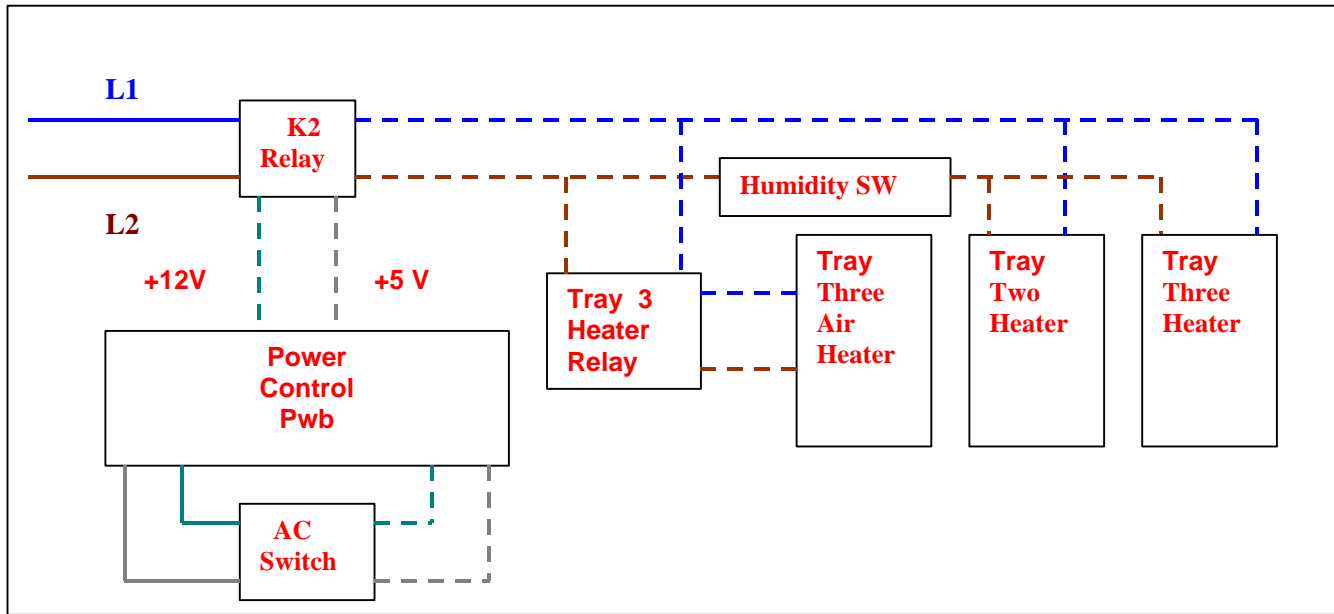 L1
K2
Relay
Humidity SW
L2
+12V
+5 V
Tray 3
Heater
Relay
Tray
Three
Air
Heater
Tray
Two
Heater
Tray
Three
Heater
Power
Control
Pwb
AC
Switch